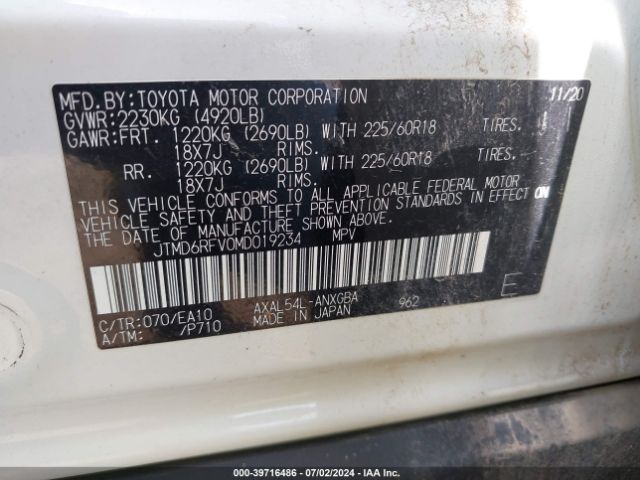 MFD.BY:TOYOTA MOTOR CORPORATION 11/20
GVWR:2230KG (4920LB)
GAWR:FRT. 1220KG (2690LB) WITH 225/60R18 TIRES.
18X7J RIMS.
RR. 1220KG (2690LB) WITH 225/60R18 TIRES.
18X7J RIMS.
THIS VEHICLE CONFORMS TO ALL APPLICABLE FEDERAL MOTOR
VEHICLE SAFETY AND THEFT PREVENTION STANDARDS IN EFFECT ON
THE DATE OF MANUFACTURE SHOWN ABOVE.
JTMD6RFV0MD019234 MPV
C/TR:070/EA10 AXAL54L-ANXGBA 962 E
A/TM: /P710 MADE IN JAPAN
000-39716486 - 07/02/2024 - IAA Inc.